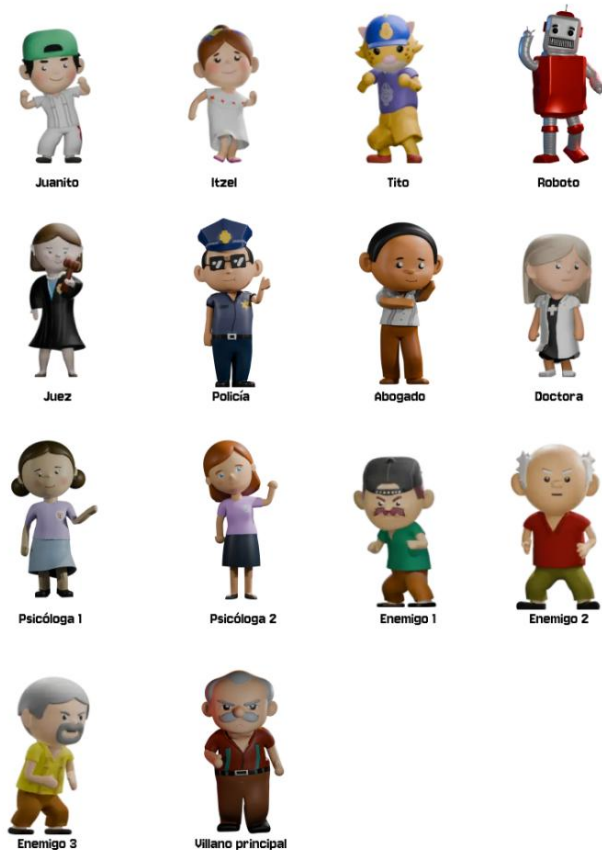 Juanito
Itzel
Tito
Roboto
Juez
Policía
Abogado
Doctora
Psicóloga 1
Psicóloga 2
Enemigo 1
Enemigo 2
Enemigo 3
Villano principal